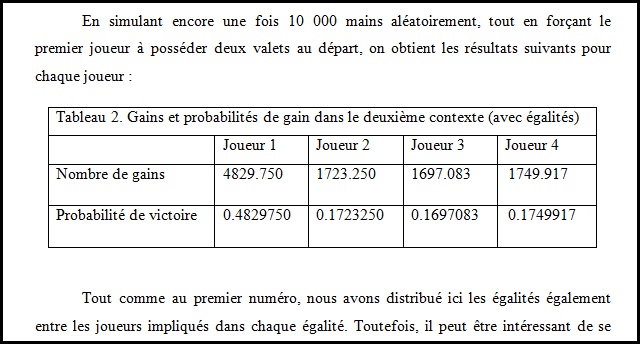 En simulant encore une fois 10 000 mains aléatoirement, tout en forçant le
premier joueur à posséder deux valets au départ, on obtient les résultats suivants pour
chaque joueur :
Tableau 2. Gains et probabilités de gain dans le deuxième contexte (avec égalités)
Joueur 1 Joueur 2 Joueur 3 Joueur 4
Nombre de gains 4829.750 1723.250 1697.083 1749.917
Probabilité de victoire 0.4829750 0.1723250 0.1697083 0.1749917
Tout comme au premier numéro, nous avons distribué ici les égalités également
entre les joueurs impliqués dans chaque égalité. Toutefois, il peut être intéressant de se